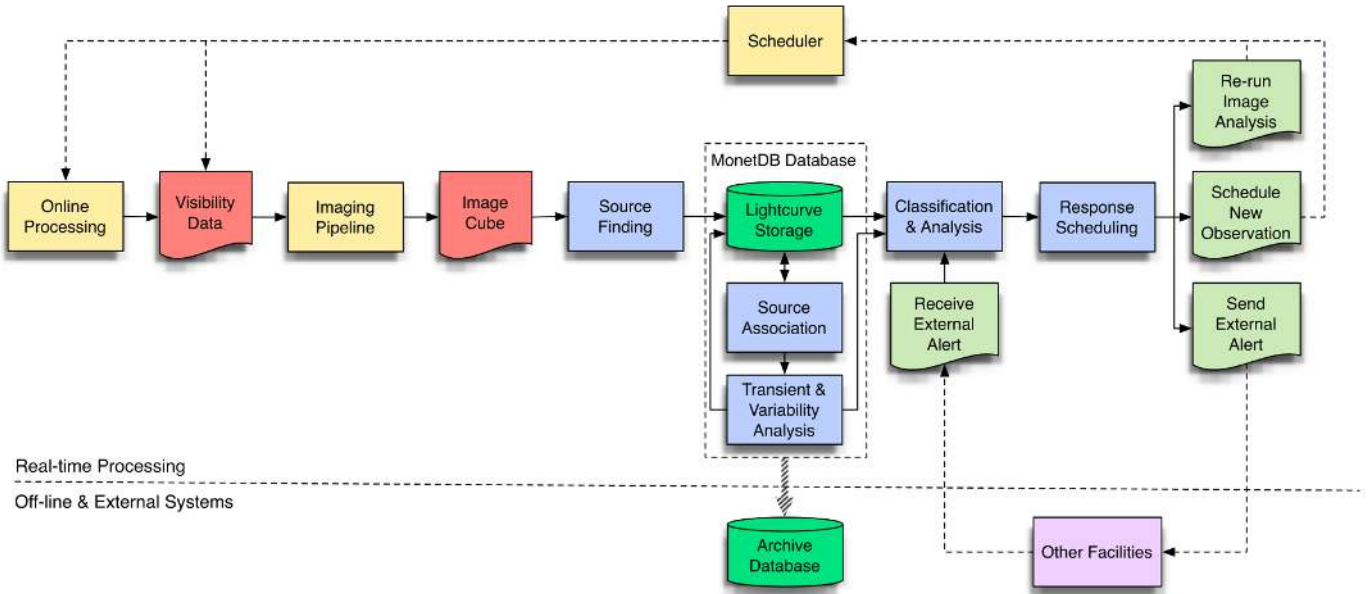 Scheduler
Re-run
Image
Analysis
MonetDB Database
Online
Processing
Visibility
Data
Imaging
Pipeline
Image
Cube
Source
Finding
Lightcurve
Storage
Classification
& Analysis
Response
Scheduling
Schedule
New
Observation
Source
Association
Receive
External
Alert
Send
External
Alert
Transient &
Variability
Analysis
Real-time Processing
Off-line & External Systems
Archive
Database
Other Facilities